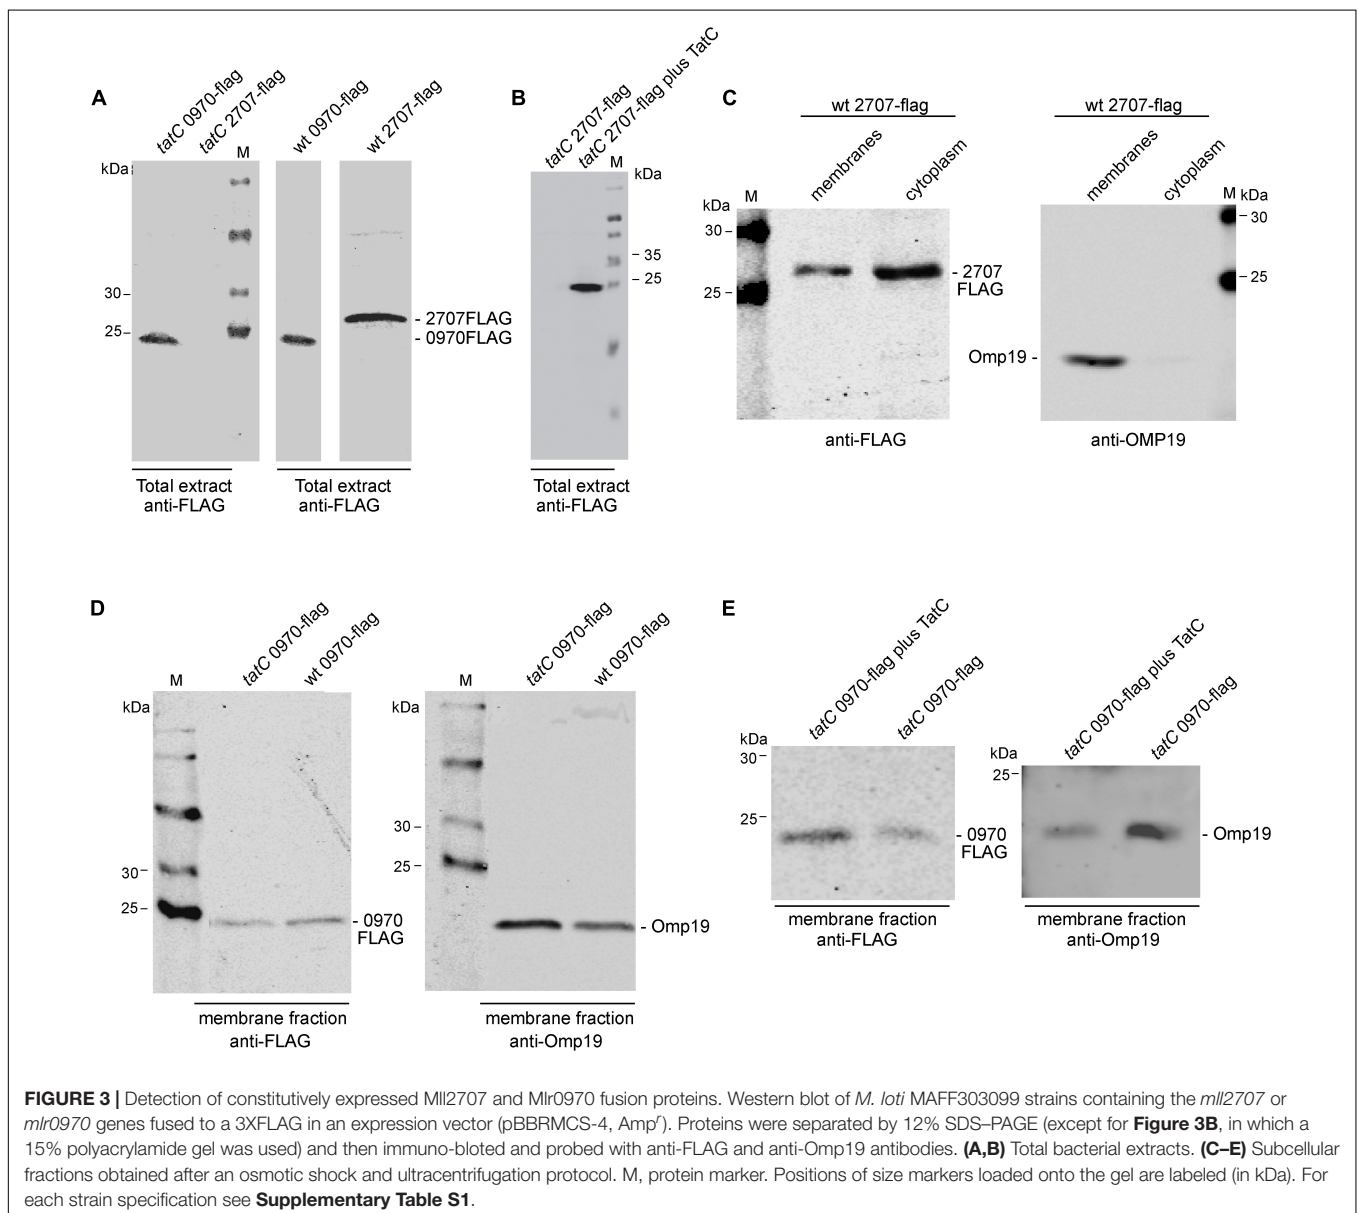 A
tatC 0970-flag
tatC 2707-flag
M
wt 0970-flag
wt 2707-flag
kDa
30
25
- 2707FLAG
- 0970FLAG
Total extract
anti-FLAG
Total extract
anti-FLAG
B
tatC 2707-flag
tatC 2707-flag plus TatC
M
kDa
- 35
- 25
Total extract
anti-FLAG
C
wt 2707-flag
membranes
cytoplasm
M
kDa
30
25
- 2707
FLAG
anti-FLAG
wt 2707-flag
membranes
cytoplasm
M kDa
30
25
Omp19 -
anti-OMP19
D
tatC 0970-flag
wt 0970-flag
M
kDa
30
25
- 0970
FLAG
membrane fraction
anti-FLAG
tatC 0970-flag
wt 0970-flag
M
kDa
30
25
- Omp19
membrane fraction
anti-Omp19
E
tatC 0970-flag plus TatC
tatC 0970-flag
kDa
30
25
- 0970
FLAG
membrane fraction
anti-FLAG
tatC 0970-flag plus TatC
tatC 0970-flag
kDa
25
- Omp19
membrane fraction
anti-Omp19
FIGURE 3 | Detection of constitutively expressed Mll2707 and Mlr0970 fusion proteins. Western blot of M. loti MAFF303099 strains containing the mll2707 or
mlr0970 genes fused to a 3XFLAG in an expression vector (pBBRMCS-4, Ampr). Proteins were separated by 12% SDS–PAGE (except for Figure 3B, in which a
15% polyacrylamide gel was used) and then immuno-bloted and probed with anti-FLAG and anti-Omp19 antibodies. (A,B) Total bacterial extracts. (C–E) Subcellular
fractions obtained after an osmotic shock and ultracentrifugation protocol. M, protein marker. Positions of size markers loaded onto the gel are labeled (in kDa). For
each strain specification see Supplementary Table S1.